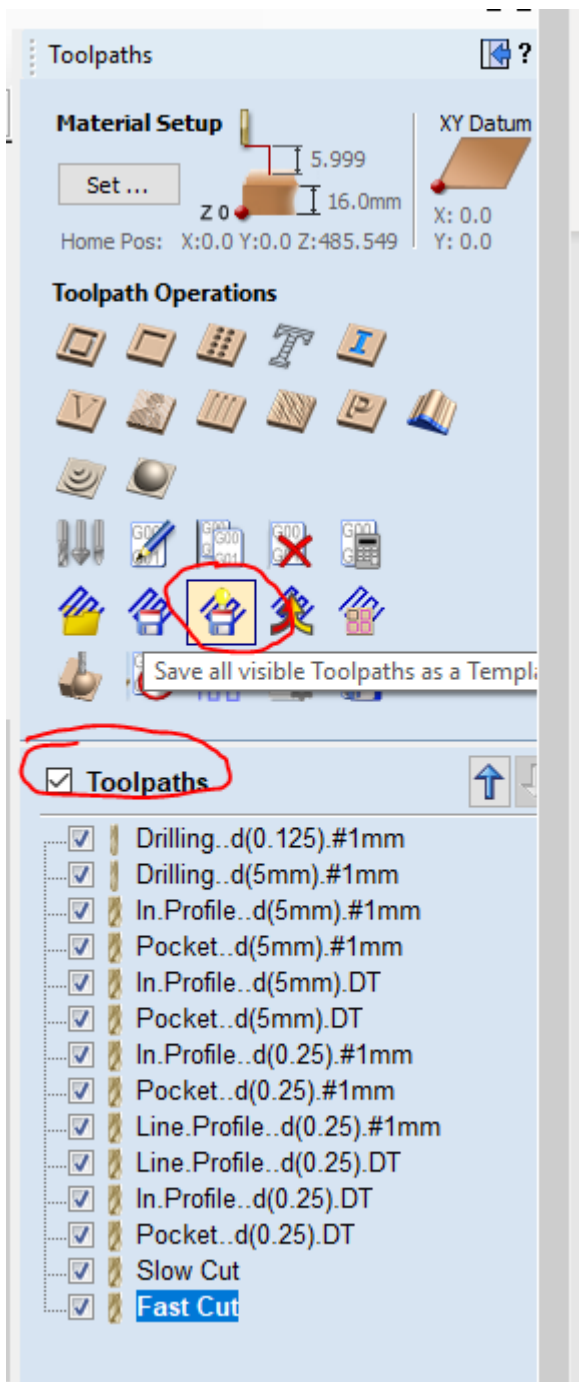 Toolpaths
?
Material Setup
XY Datum
5.999
Set ...
16.0mm
Z 0
X: 0.0
Home Pos: X:0.0 Y:0.0 Z:485.549
Y: 0.0
Toolpath Operations
Save all visible Toolpaths as a Templa
Toolpaths
Drilling..d(0.125).#1mm
Drilling..d(5mm).#1mm
In.Profile..d(5mm).#1mm
Pocket..d(5mm).#1mm
In.Profile..d(5mm).DT
Pocket..d(5mm).DT
In.Profile..d(0.25).#1mm
Pocket..d(0.25).#1mm
Line.Profile..d(0.25).#1mm
Line.Profile..d(0.25).DT
In.Profile..d(0.25).DT
Pocket..d(0.25).DT
Slow Cut
Fast Cut